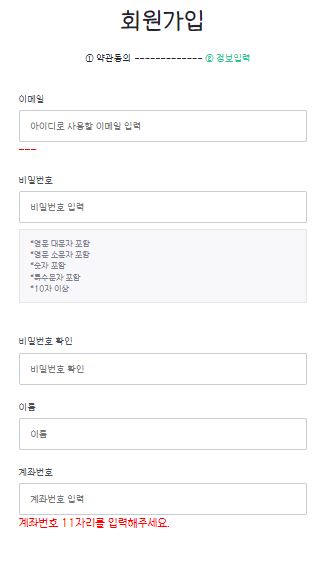 회원가입
① 약관동의 ------------- ② 정보입력
이메일
아이디로 사용할 이메일 입력
---
비밀번호
비밀번호 입력
*영문 대문자 포함
*영문 소문자 포함
*숫자 포함
*특수문자 포함
*10자 이상
비밀번호 확인
비밀번호 확인
이름
이름
계좌번호
계좌번호 입력
계좌번호 11자리를 입력해주세요.